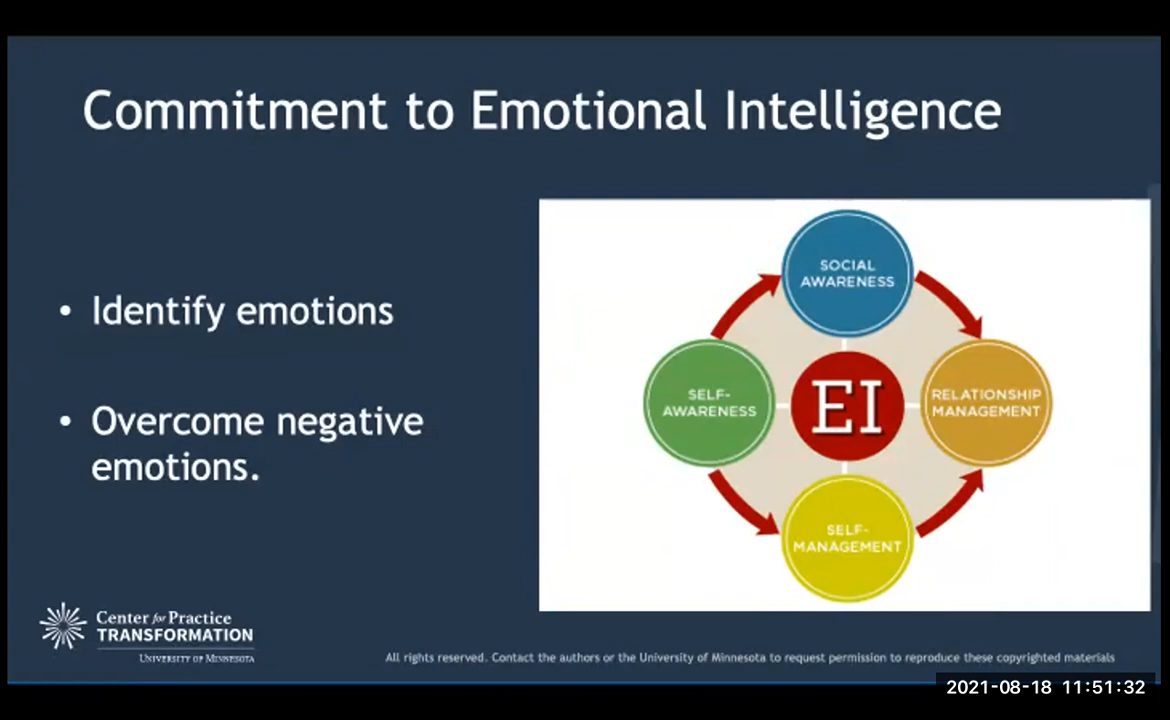 Commitment to Emotional Intelligence
• Identify emotions
• Overcome negative
emotions.
SOCIAL
AWARENESS
SELF-
AWARENESS
EI
RELATIONSHIP
MANAGEMENT
SELF-
MANAGEMENT
Center for Practice
TRANSFORMATION
UNIVERSITY OF MINNESOTA
All rights reserved. Contact the authors or the University of Minnesota to request permission to reproduce these copyrighted materials
2021-08-18 11:51:32